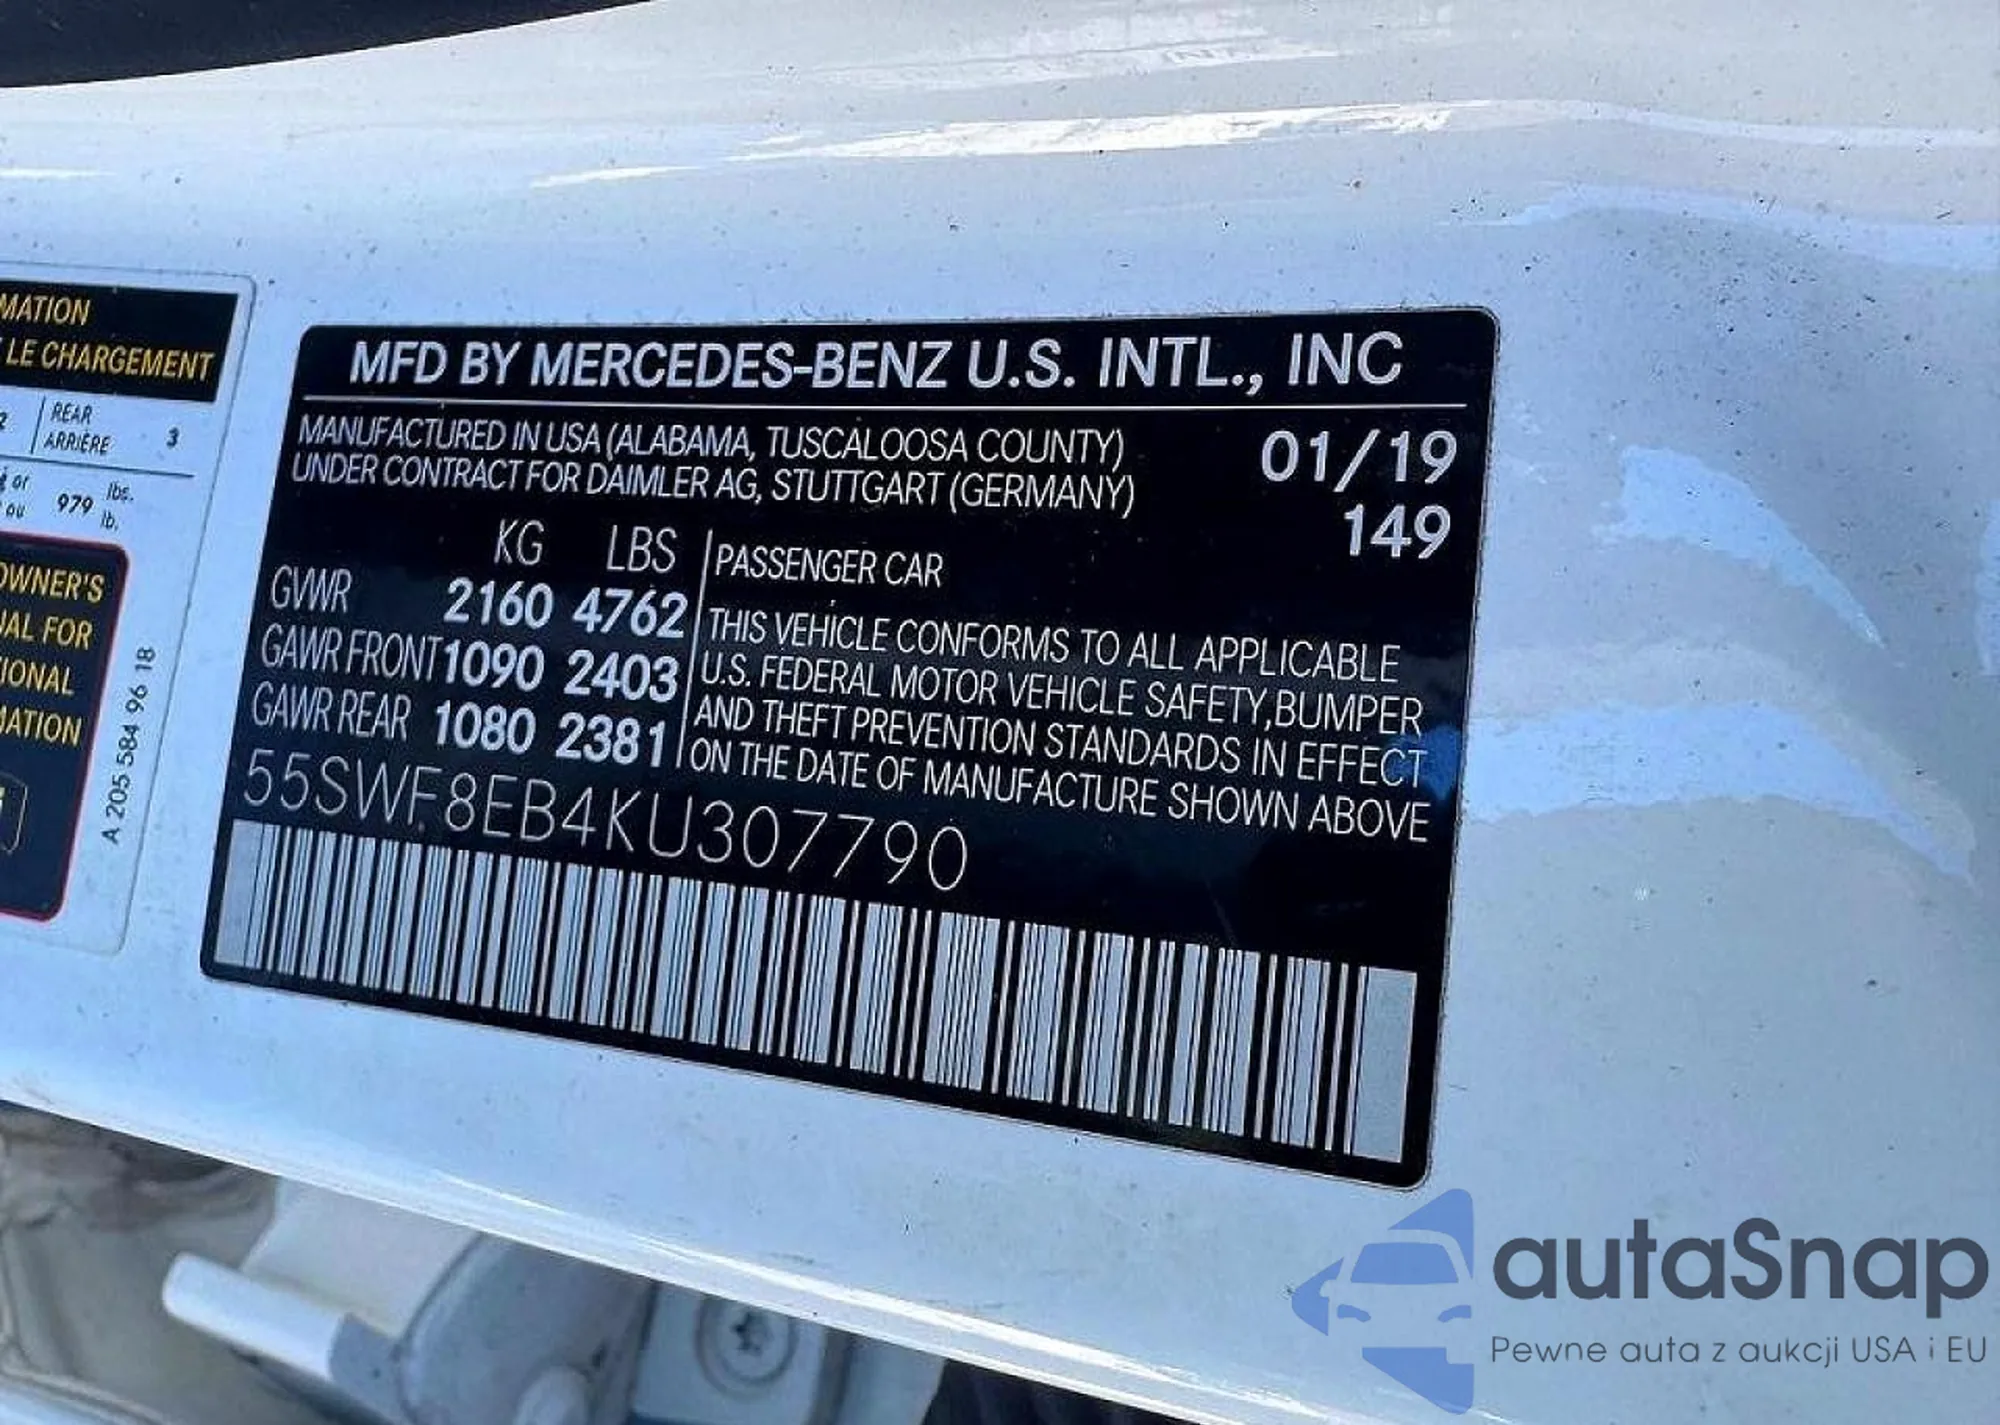 MATION
LE CHARGEMENT
2 REAR ARRIÈRE 3
or ou 979 lbs. lb.
OWNER'S
FOR
MATION
A 205 584 96 18
MFD BY MERCEDES-BENZ U.S. INTL., INC
MANUFACTURED IN USA (ALABAMA, TUSCALOOSA COUNTY) 01/19
UNDER CONTRACT FOR DAIMLER AG, STUTTGART (GERMANY)
149
KG LBS
GVWR 2160 4762
GAWR FRONT 1090 2403
GAWR REAR 1080 2381
PASSENGER CAR
THIS VEHICLE CONFORMS TO ALL APPLICABLE
U.S. FEDERAL MOTOR VEHICLE SAFETY, BUMPER
AND THEFT PREVENTION STANDARDS IN EFFECT
ON THE DATE OF MANUFACTURE SHOWN ABOVE
55SWF8EB4KU307790
autaSnap
Pewne auta z aukcji USA i EU